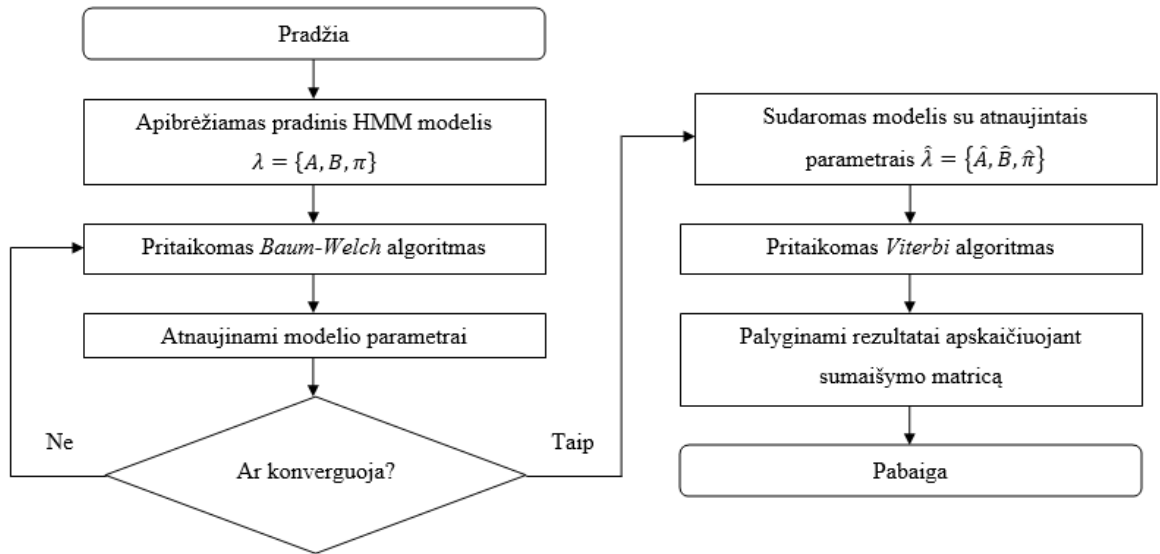 Pradžia
Apibrėžiamas pradinis HMM modelis
λ = {A, B, π}
Pritaikomas Baum-Welch algoritmas
Atnaujinami modelio parametrai
Ne
Ar konverguoja?
Taip
Sudaromas modelis su atnaujintais
parametrais λ̂ = {Â, B̂, π̂}
Pritaikomas Viterbi algoritmas
Palyginami rezultatai apskaičiuojant
sumaišymo matricą
Pabaiga